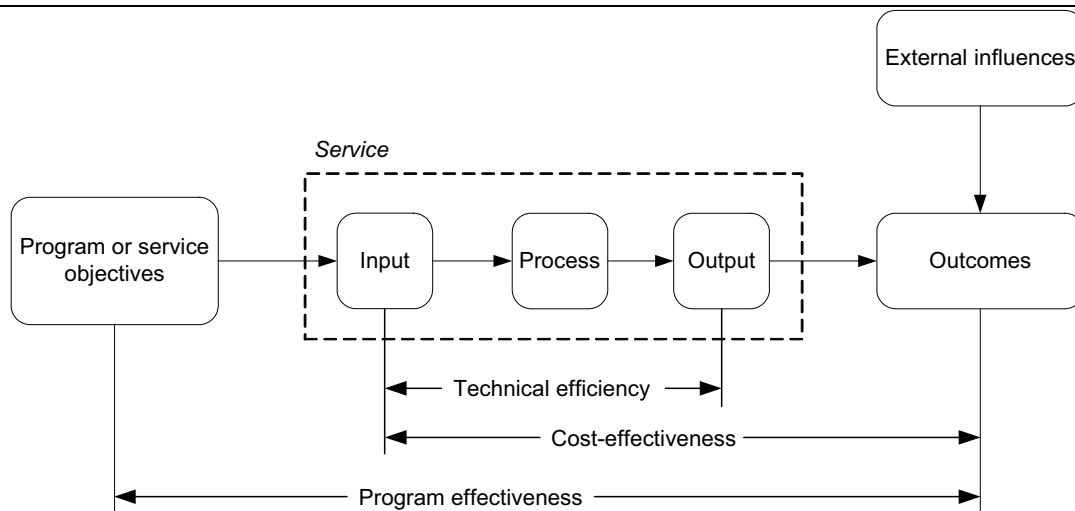 External influences
Service
Program or service
objectives
Input
Process
Output
Outcomes
Technical efficiency
Cost-effectiveness
Program effectiveness